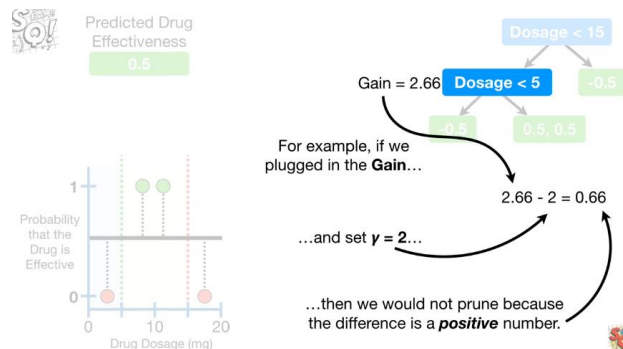 SQ!
Predicted Drug
Effectiveness
0.5
Dosage < 15
Gain = 2.66
Dosage < 5
-0.5
-0.5
0.5, 0.5
For example, if we
plugged in the Gain...
2.66 - 2 = 0.66
...and set γ = 2...
...then we would not prune because
the difference is a positive number.
1
Probability
that the
Drug is
Effective
0
0
10
20
Drug Dosage (mg)